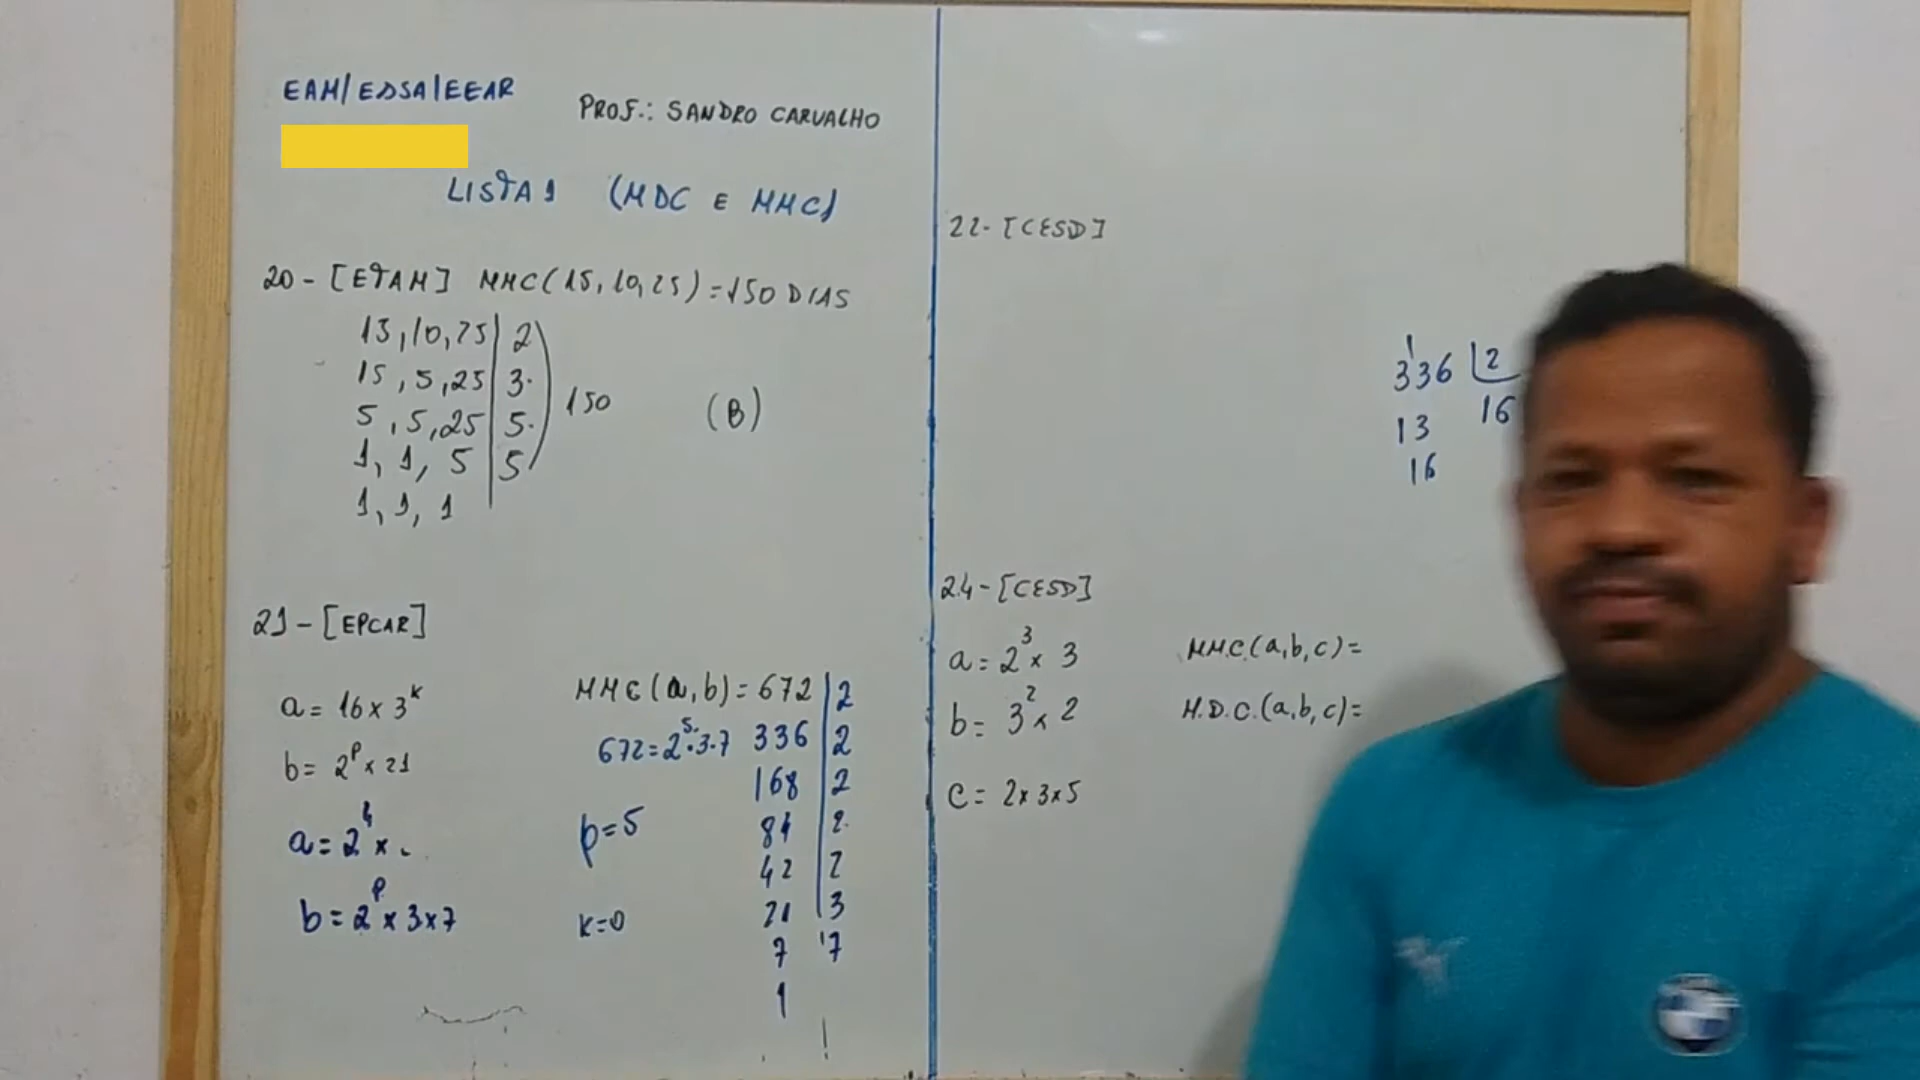 EAM/EDSA/EEAR
PROF.: SANDRO CARVALHO
LISTA 1 (MDC E MMC)
20 - [ETAM] MMC(15, 10, 25) = 150 DIAS
15, 10, 25 | 2
15, 5, 25 | 3
5, 5, 25 | 5
1, 1, 5 | 5
1, 1, 1
150
(B)
21 - [EPCAR]
a = 16 x 3^k
b = 2^p x 21
a = 2^4 x
b = 2^p x 3 x 7
MMC (a, b) = 672 | 2
672 = 2^5 · 3 · 7 336 | 2
168 | 2
84 | 2
42 | 2
21 | 3
7 | 7
1
p = 5
k = 0
22 - [CESD]
336 | 2
13 16
16
24 - [CESD]
a = 2^3 x 3
b = 3^2 x 2
c = 2 x 3 x 5
M.M.C. (a, b, c) =
M.D.C. (a, b, c) =